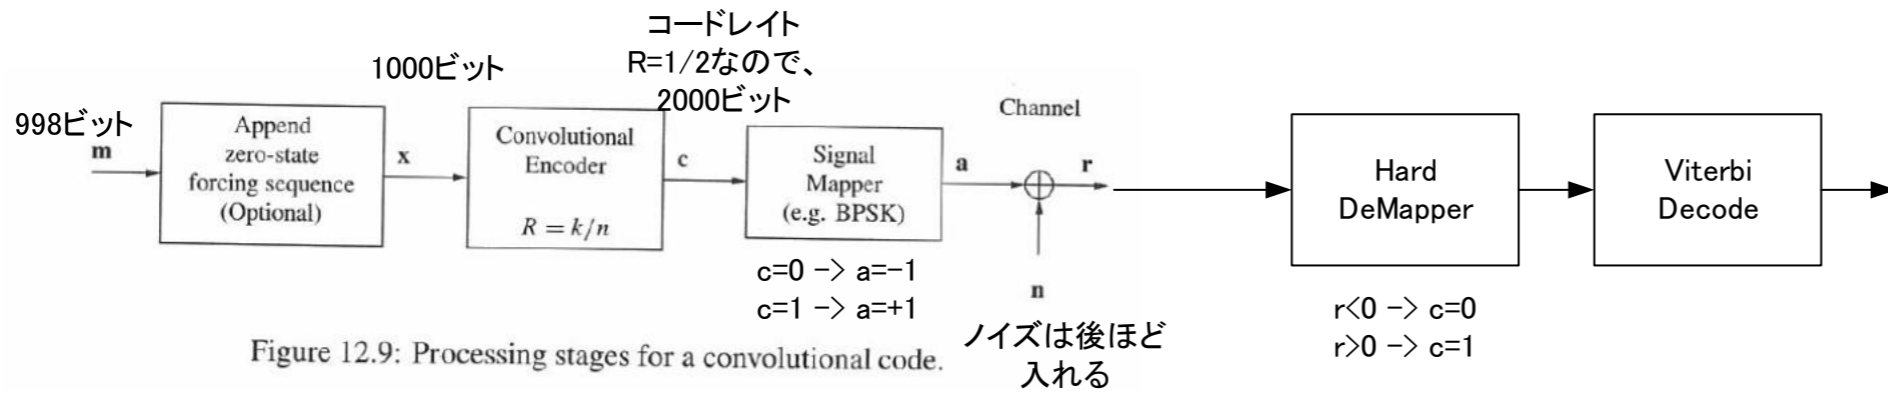 998ビット
m
Append
zero-state
forcing sequence
(Optional)
1000ビット
x
Convolutional
Encoder
R = k/n
コードレイト
R=1/2なので、
2000ビット
c
Signal
Mapper
(e.g. BPSK)
c=0 -> a=-1
c=1 -> a=+1
a
Channel
r
n
ノイズは後ほど
入れる
Hard
DeMapper
r<0 -> c=0
r>0 -> c=1
Viterbi
Decode
Figure 12.9: Processing stages for a convolutional code.